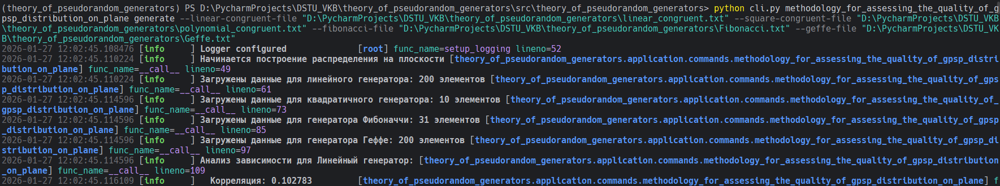 (theory_of_pseudorandom_generators) PS D:\PycharmProjects\DSTU_VKB\theory_of_pseudorandom_generators\src\theory_of_pseudorandom_generators> python cli.py methodology_for_assessing_the_quality_of_g
psp_distribution_on_plane generate --linear-congruent-file "D:\PycharmProjects\DSTU_VKB\theory_of_pseudorandom_generators\linear_congruent.txt" --square-congruent-file "D:\PycharmProjects\DSTU_VKB
\theory_of_pseudorandom_generators\polynomial_congruent.txt" --fibonacci-file "D:\PycharmProjects\DSTU_VKB\theory_of_pseudorandom_generators\Fibonacci.txt" --geffe-file "D:\PycharmProjects\DSTU_VK
B\theory_of_pseudorandom_generators\Geffe.txt"
2026-01-27 12:02:45.108476 [info     ] Logger configured              [root] func_name=setup_logging lineno=52
2026-01-27 12:02:45.110224 [info     ] Начинается построение распределения на плоскости [theory_of_pseudorandom_generators.application.commands.methodology_for_assessing_the_quality_of_gpsp_distri
bution_on_plane] func_name=__call__ lineno=49
2026-01-27 12:02:45.110224 [info     ] Загружены данные для линейного генератора: 200 элементов [theory_of_pseudorandom_generators.application.commands.methodology_for_assessing_the_quality_of_gps
p_distribution_on_plane] func_name=__call__ lineno=61
2026-01-27 12:02:45.114596 [info     ] Загружены данные для квадратичного генератора: 10 элементов [theory_of_pseudorandom_generators.application.commands.methodology_for_assessing_the_quality_of_
gpsp_distribution_on_plane] func_name=__call__ lineno=73
2026-01-27 12:02:45.114596 [info     ] Загружены данные для генератора Фибоначчи: 31 элементов [theory_of_pseudorandom_generators.application.commands.methodology_for_assessing_the_quality_of_gpsp
_distribution_on_plane] func_name=__call__ lineno=85
2026-01-27 12:02:45.114596 [info     ] Загружены данные для генератора Геффе: 200 элементов [theory_of_pseudorandom_generators.application.commands.methodology_for_assessing_the_quality_of_gpsp_di
stribution_on_plane] func_name=__call__ lineno=97
2026-01-27 12:02:45.114596 [info     ] Анализ зависимости для Линейный генератор: [theory_of_pseudorandom_generators.application.commands.methodology_for_assessing_the_quality_of_gpsp_distribution
_on_plane] func_name=__call__ lineno=109
2026-01-27 12:02:45.116109 [info     ]   Корреляция: 0.102783         [theory_of_pseudorandom_generators.application.commands.methodology_for_assessing_the_quality_of_gpsp_distribution_on_plane] f